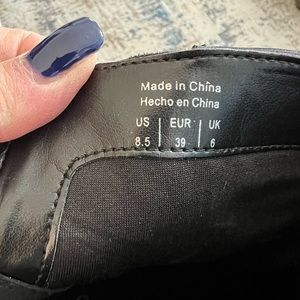 Made in China
Hecho en China
US | EUR | UK
8.5 | 39 | 6